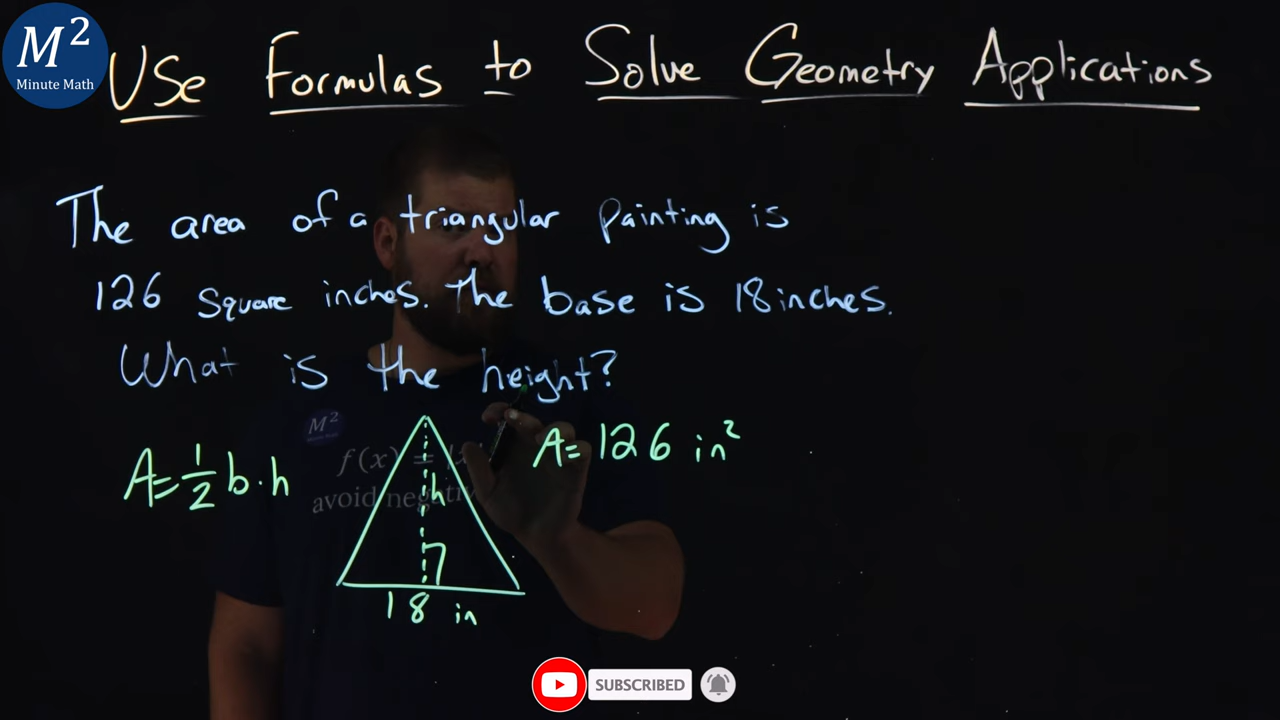 M²
Minute Math
Use Formulas to Solve Geometry Applications
The area of a triangular painting is
126 square inches. The base is 18 inches.
What is the height?
M²
A = 1/2 b · h
f(x) =
avoid negati
h
A = 126 in²
18 in
SUBSCRIBED